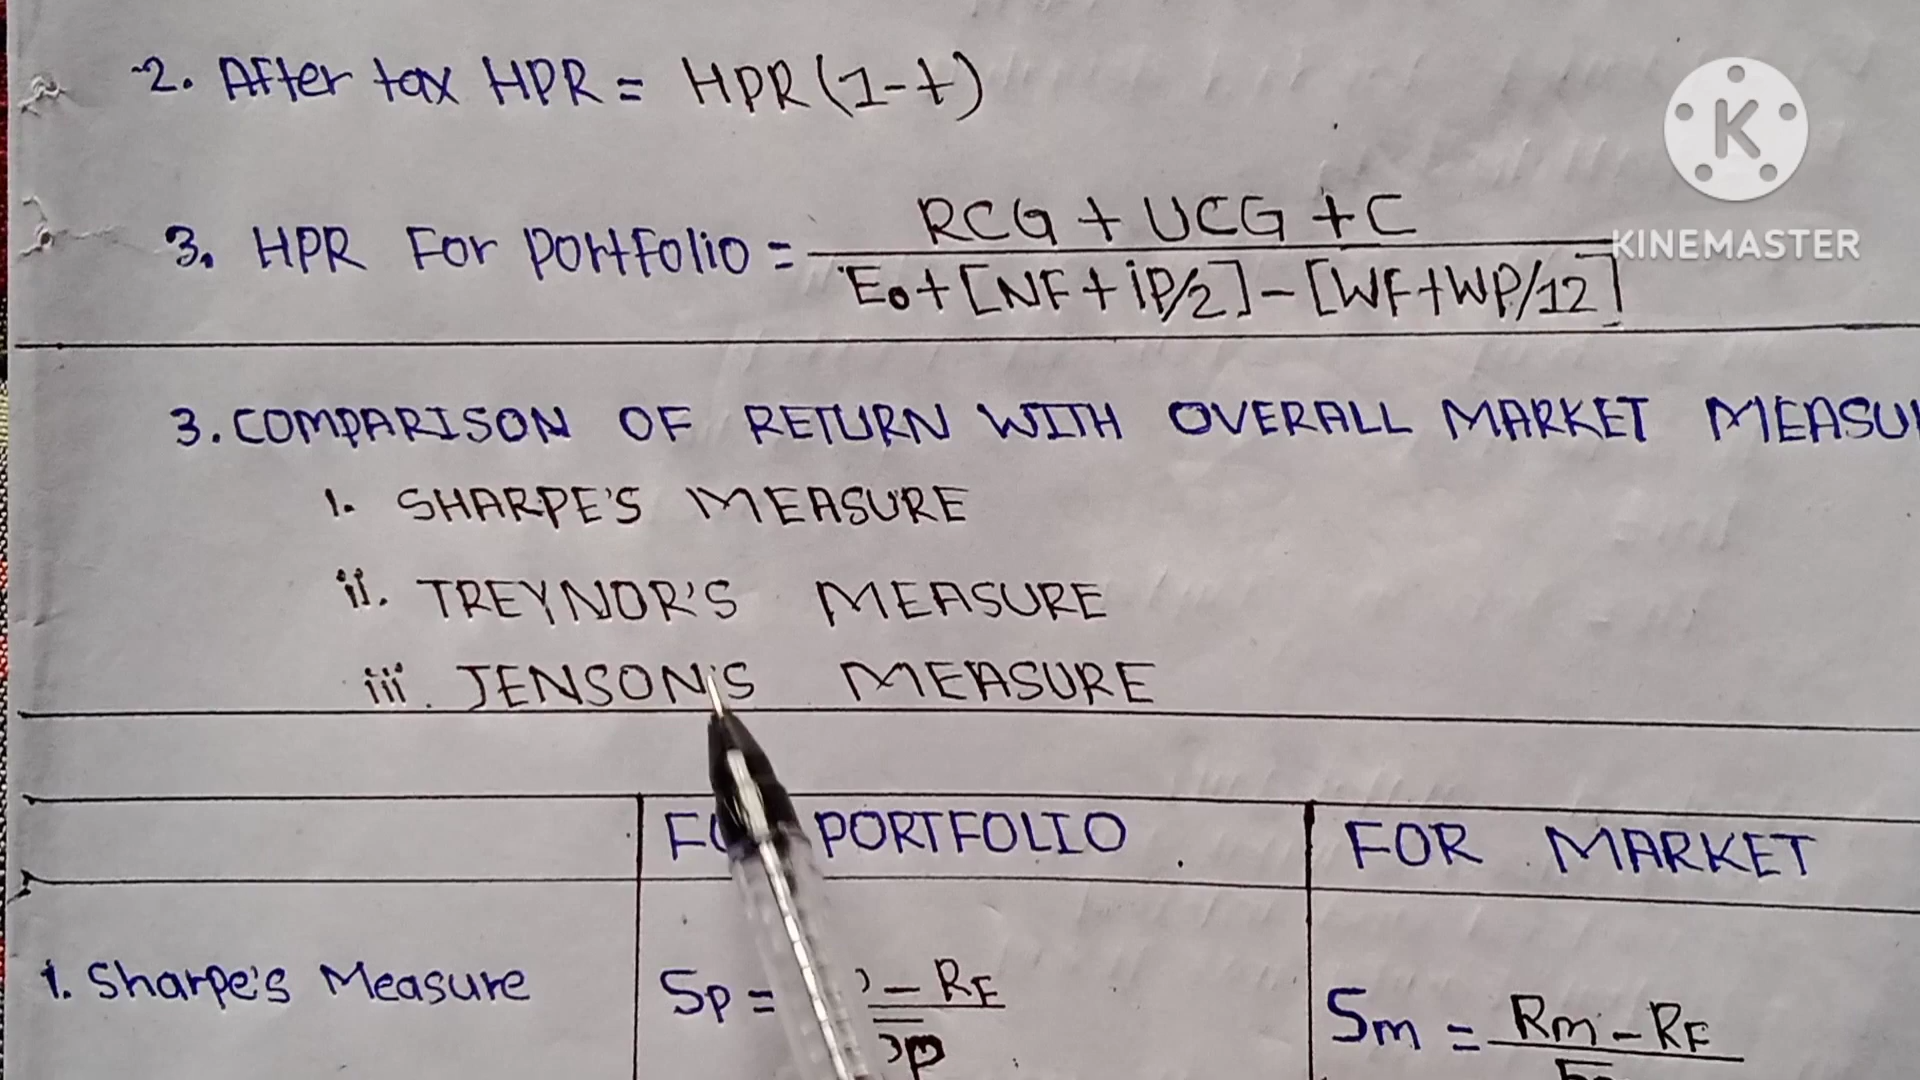 2. After tax HPR = HPR (1-t)
K
KINEMASTER
3. HPR For Portfolio = RCG + UCG + C
E0 + [NF + iP/2] - [WF+WP/12]
3. COMPARISON OF RETURN WITH OVERALL MARKET MEASU
i. SHARPE'S MEASURE
ii. TREYNOR'S MEASURE
iii. JENSON'S MEASURE
PORTFOLIO
FOR MARKET
1. Sharpe's Measure
Sp = - RF
Sm = Rm - RF